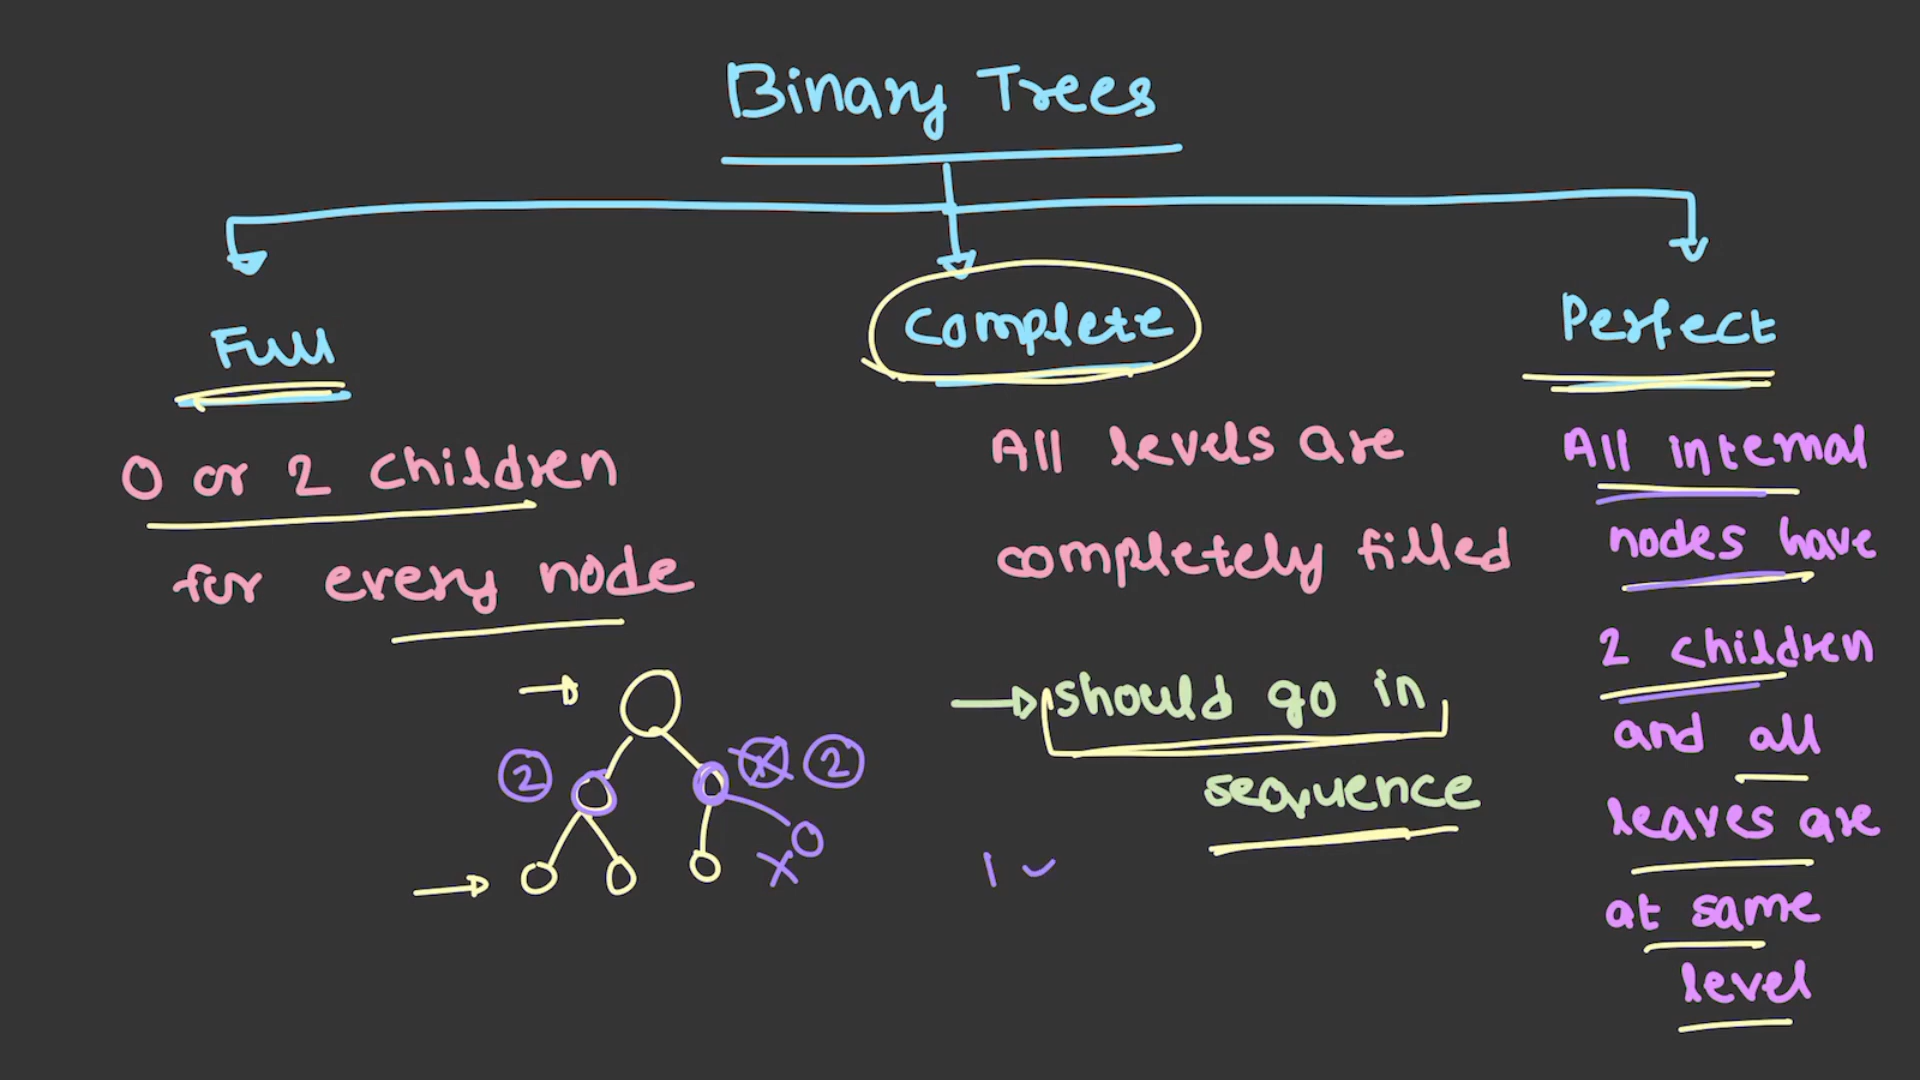 Binary Trees
Full
0 or 2 children
for every node
2
2
Complete
All levels are
completely filled
should go in
sequence
1
Perfect
All internal
nodes have
2 children
and all
leaves are
at same
level